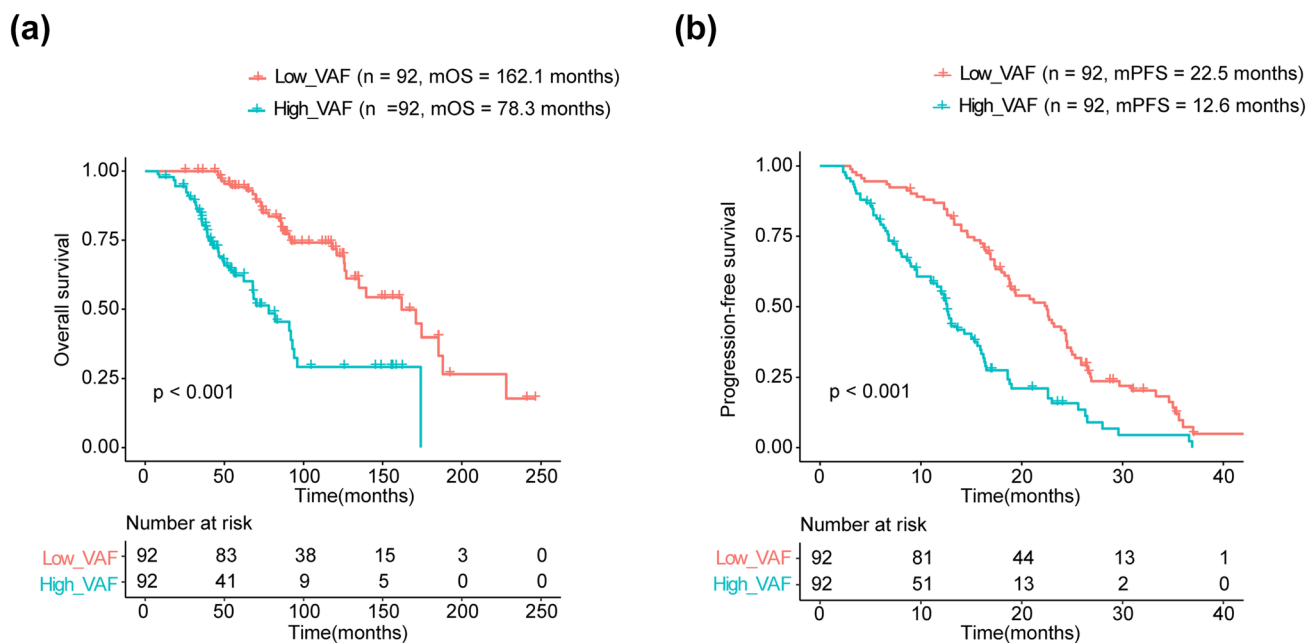 (a)
Low_VAF (n = 92, mOS = 162.1 months)
High_VAF (n =92, mOS = 78.3 months)
Overall survival
1.00
0.75
0.50
0.25
0.00
p < 0.001
0 50 100 150 200 250
Time(months)
Number at risk
Low_VAF 92 83 38 15 3 0
High_VAF 92 41 9 5 0 0
0 50 100 150 200 250
Time(months)
(b)
Low_VAF (n = 92, mPFS = 22.5 months)
High_VAF (n = 92, mPFS = 12.6 months)
Progression-free survival
1.00
0.75
0.50
0.25
0.00
p < 0.001
0 10 20 30 40
Time(months)
Number at risk
Low_VAF 92 81 44 13 1
High_VAF 92 51 13 2 0
0 10 20 30 40
Time(months)